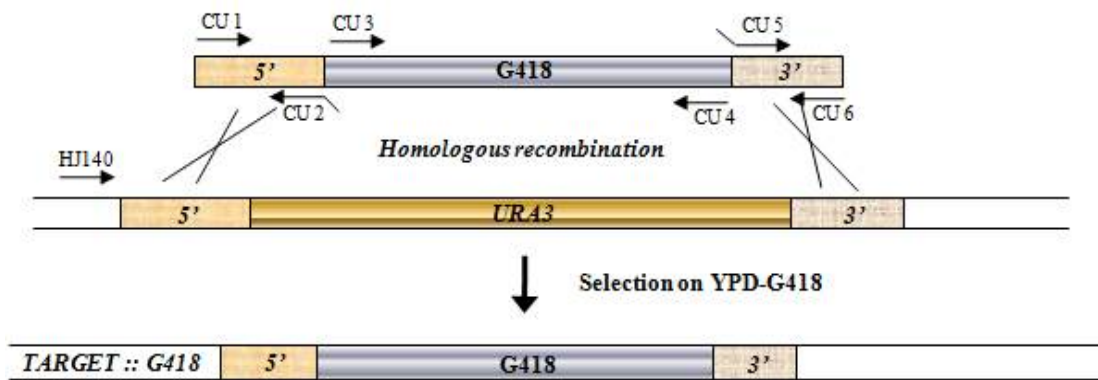 CU 1
CU 3
CU 5
5’
G418
3’
CU 2
CU 4
CU 6
Homologous recombination
HJ140
5’
URA3
3’
Selection on YPD-G418
TARGET :: G418
5’
G418
3’